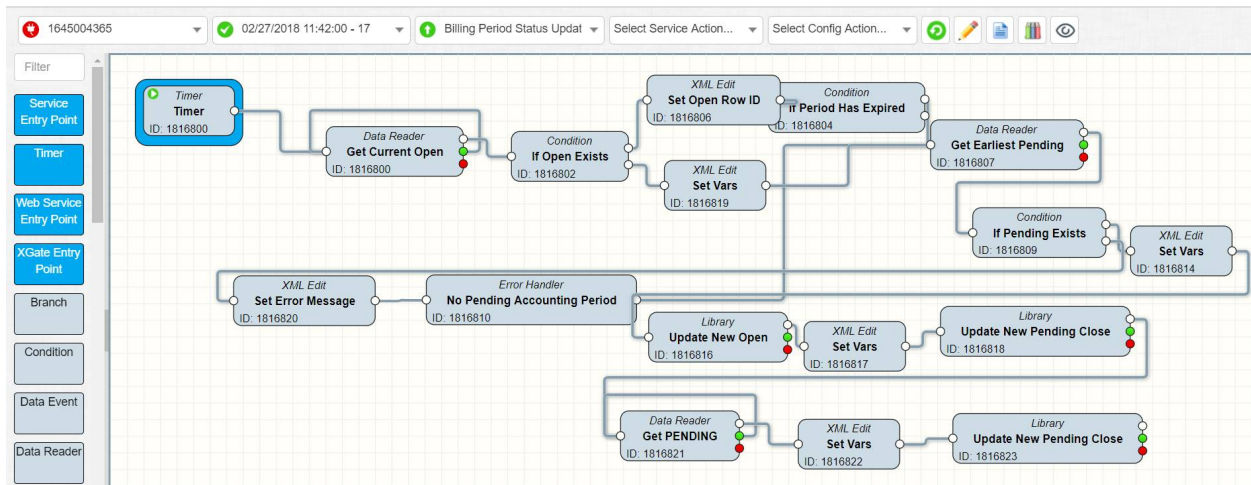 1645004365
02/27/2018 11:42:00 - 17
Billing Period Status Updat
Select Service Action...
Select Config Action...
Filter
Service
Entry Point
Timer
Web Service
Entry Point
XGate Entry
Point
Branch
Condition
Data Event
Data Reader
Timer
Timer
ID: 1816800
Data Reader
Get Current Open
ID: 1816800
Condition
If Open Exists
ID: 1816802
XML Edit
Set Open Row ID
ID: 1816806
Condition
If Period Has Expired
ID: 1816804
XML Edit
Set Vars
ID: 1816819
Data Reader
Get Earliest Pending
ID: 1816807
Condition
If Pending Exists
ID: 1816809
XML Edit
Set Vars
ID: 1816814
XML Edit
Set Error Message
ID: 1816820
Error Handler
No Pending Accounting Period
ID: 1816810
Library
Update New Open
ID: 1816816
XML Edit
Set Vars
ID: 1816817
Library
Update New Pending Close
ID: 1816818
Data Reader
Get PENDING
ID: 1816821
XML Edit
Set Vars
ID: 1816822
Library
Update New Pending Close
ID: 1816823